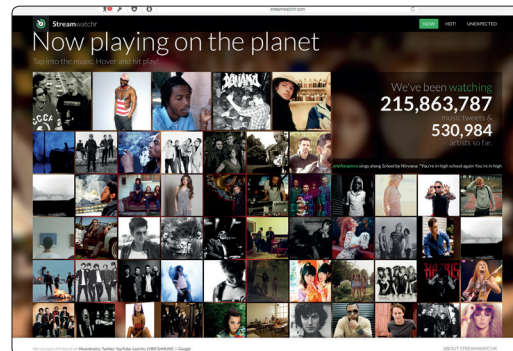 streamwatchr.com
Streamwatchr
NOW
HOT!
UNEXPECTED
Now playing on the planet
Tap into the music. Hover and hit play!
BANANA
We've been watching
215,863,787
music tweets &
530,984
artists so far.
sings along School by Nirvana: "You're in high school again You're in high
ABOUT STREAMWATCHR